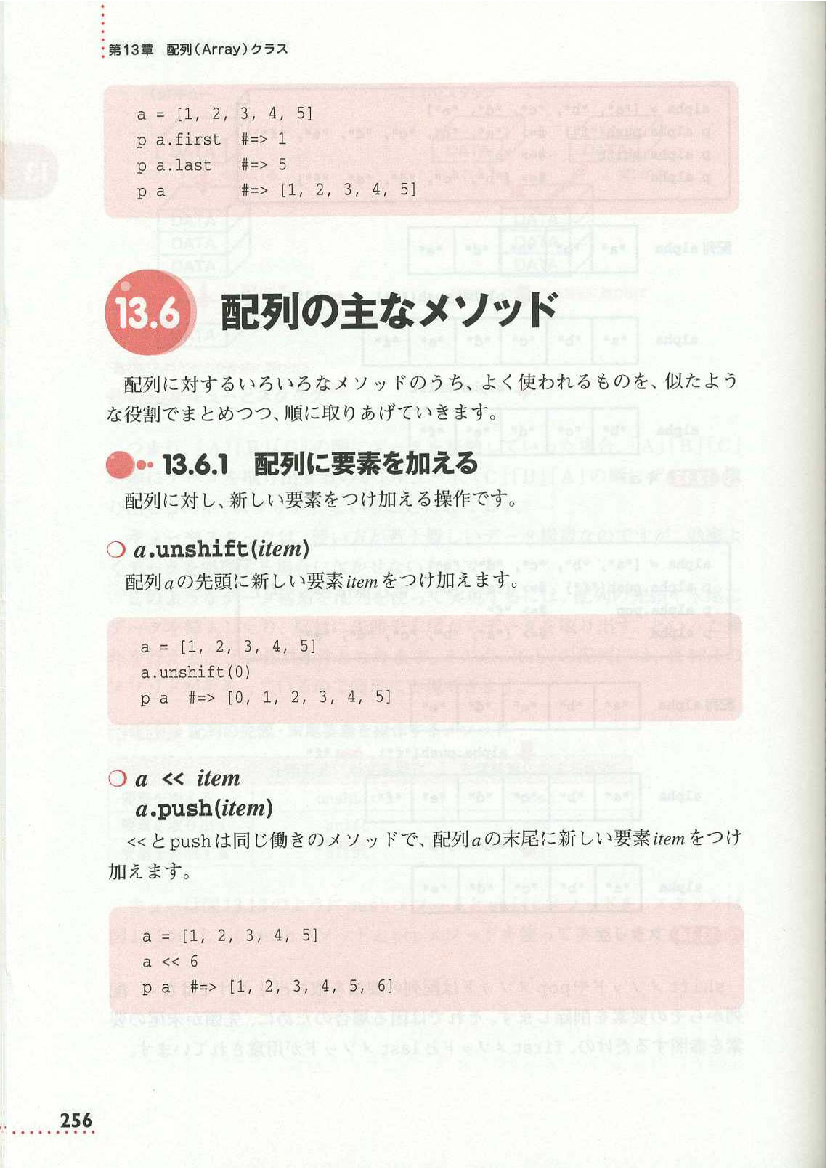 第13章 配列(Array)クラス
a = [1, 2, 3, 4, 5]
p a.first #=> 1
p a.last #=> 5
p a #=> [1, 2, 3, 4, 5]
13.6 配列の主なメソッド
配列に対するいろいろなメソッドのうち、よく使われるものを、似たよう
な役割でまとめつつ、順に取りあげていきます。
13.6.1 配列に要素を加える
配列に対し、新しい要素をつけ加える操作です。
○ a.unshift(item)
配列aの先頭に新しい要素itemをつけ加えます。
a = [1, 2, 3, 4, 5]
a.unshift(0)
p a #=> [0, 1, 2, 3, 4, 5]
○ a << item
a.push(item)
<<とpushは同じ働きのメソッドで、配列aの末尾に新しい要素itemをつけ
加えます。
a = [1, 2, 3, 4, 5]
a << 6
p a #=> [1, 2, 3, 4, 5, 6]
256